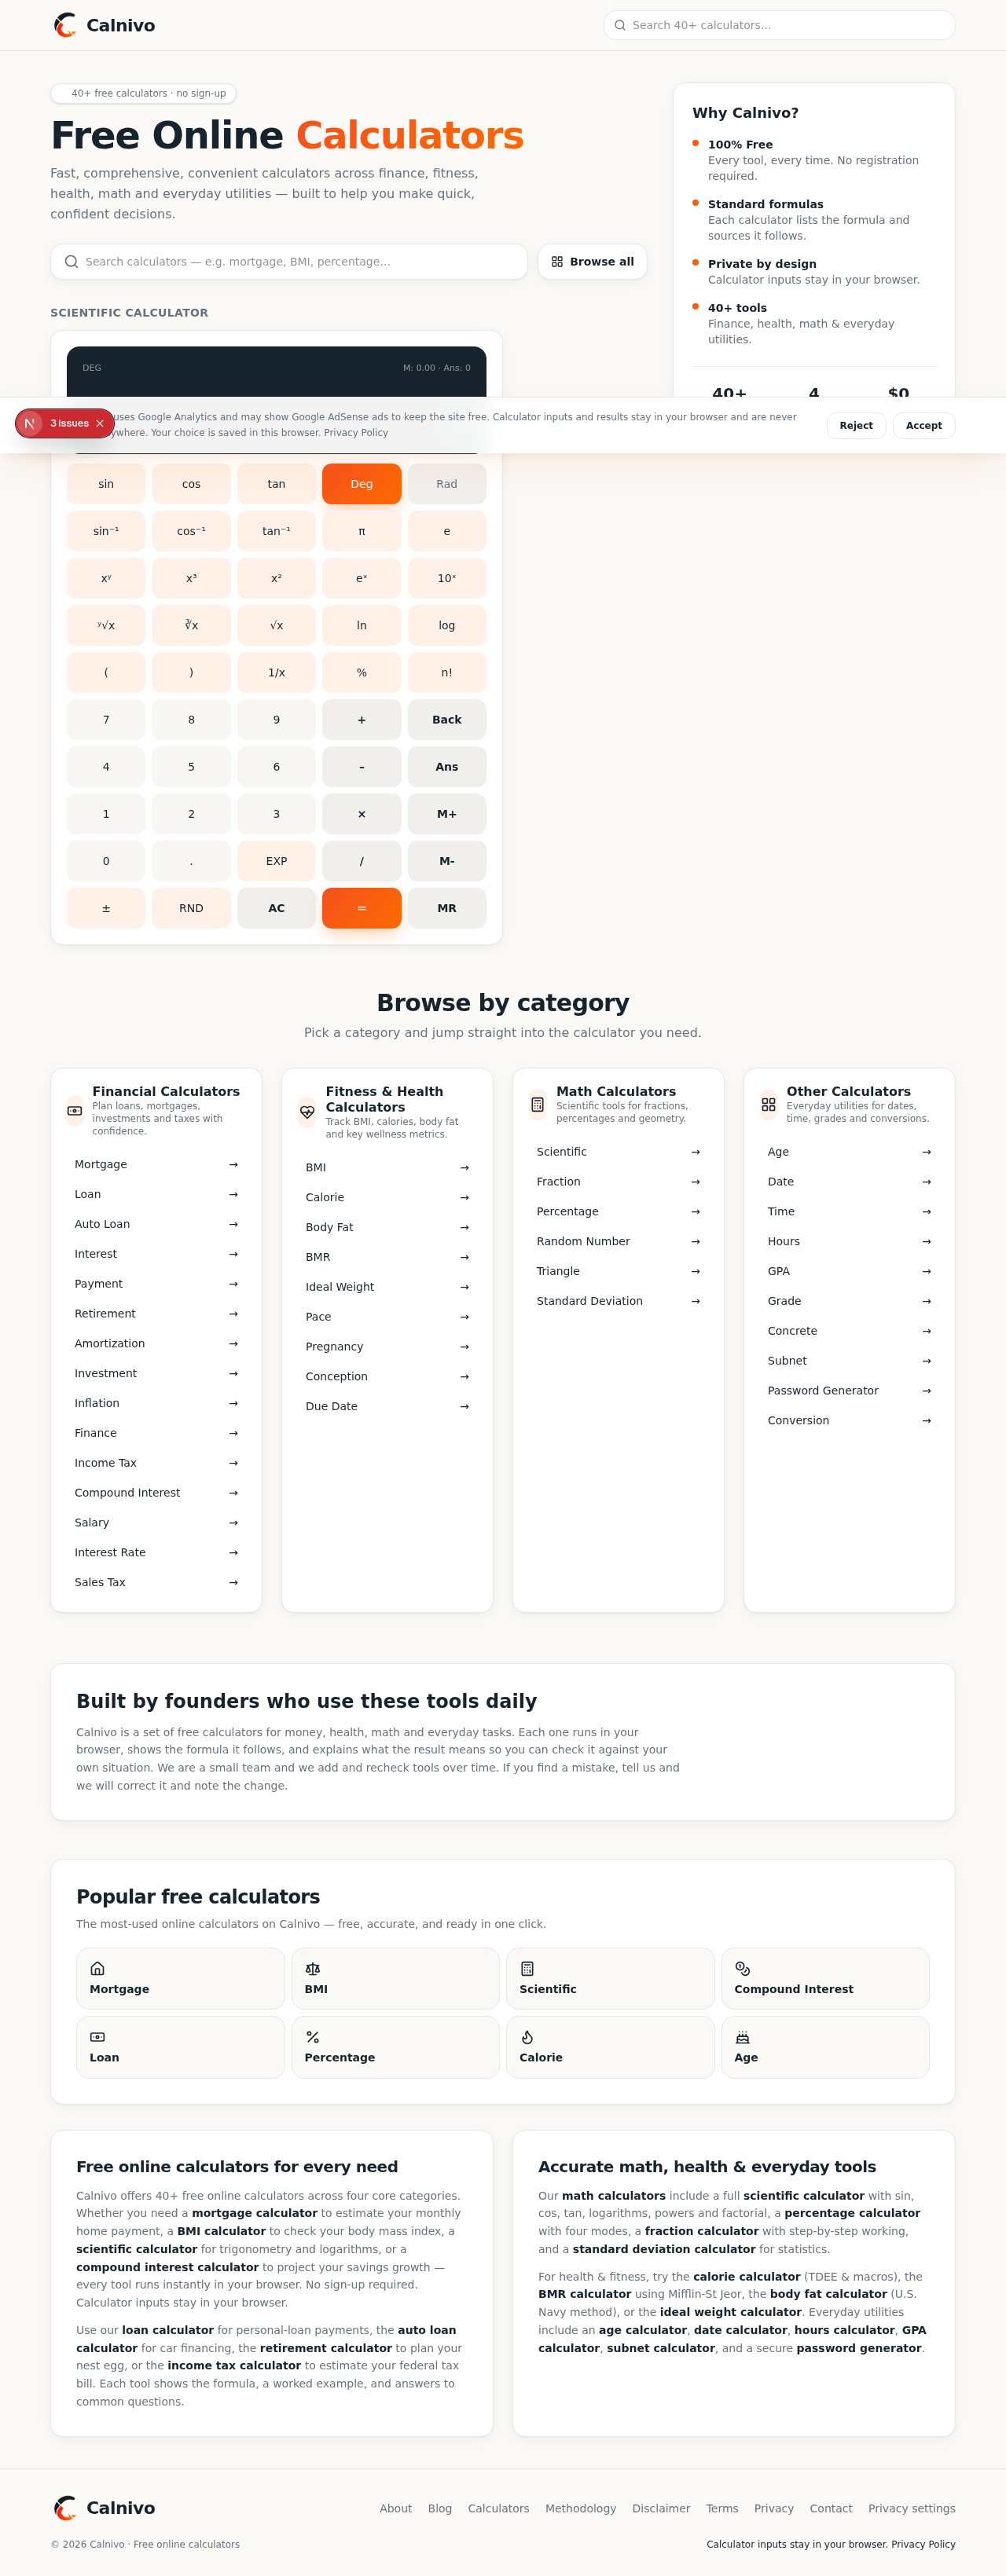 Calnivo
Search 40+ calculators…
40+ free calculators · no sign-up
Free Online Calculators
Fast, comprehensive, convenient calculators across finance, fitness,
health, math and everyday utilities — built to help you make quick,
confident decisions.
Search calculators — e.g. mortgage, BMI, percentage…
Browse all
Why Calnivo?
100% Free
Every tool, every time. No registration
required.
Standard formulas
Each calculator lists the formula and
sources it follows.
Private by design
Calculator inputs stay in your browser.
40+ tools
Finance, health, math & everyday
utilities.
40+ 4 $0
SCIENTIFIC CALCULATOR
DEG M: 0.00 · Ans: 0
3 Issues
uses Google Analytics and may show Google AdSense ads to keep the site free. Calculator inputs and results stay in your browser and are never
Your choice is saved in this browser. Privacy Policy
Reject Accept
sin cos tan Deg Rad
sin⁻¹ cos⁻¹ tan⁻¹ π e
xʸ x³ x² eˣ 10ˣ
ʸ√x ∛x √x ln log
( ) 1/x % n!
7 8 9 + Back
4 5 6 – Ans
1 2 3 × M+
0 . EXP / M-
± RND AC = MR
Browse by category
Pick a category and jump straight into the calculator you need.
Financial Calculators
Plan loans, mortgages,
investments and taxes with
confidence.
Mortgage →
Loan →
Auto Loan →
Interest →
Payment →
Retirement →
Amortization →
Investment →
Inflation →
Finance →
Income Tax →
Compound Interest →
Salary →
Interest Rate →
Sales Tax →
Fitness & Health
Calculators
Track BMI, calories, body fat
and key wellness metrics.
BMI →
Calorie →
Body Fat →
BMR →
Ideal Weight →
Pace →
Pregnancy →
Conception →
Due Date →
Math Calculators
Scientific tools for fractions,
percentages and geometry.
Scientific →
Fraction →
Percentage →
Random Number →
Triangle →
Standard Deviation →
Other Calculators
Everyday utilities for dates,
time, grades and conversions.
Age →
Date →
Time →
Hours →
GPA →
Grade →
Concrete →
Subnet →
Password Generator →
Conversion →
Built by founders who use these tools daily
Calnivo is a set of free calculators for money, health, math and everyday tasks. Each one runs in your
browser, shows the formula it follows, and explains what the result means so you can check it against your
own situation. We are a small team and we add and recheck tools over time. If you find a mistake, tell us and
we will correct it and note the change.
Popular free calculators
The most-used online calculators on Calnivo — free, accurate, and ready in one click.
Mortgage
BMI
Scientific
Compound Interest
Loan
Percentage
Calorie
Age
Free online calculators for every need
Calnivo offers 40+ free online calculators across four core categories.
Whether you need a mortgage calculator to estimate your monthly
home payment, a BMI calculator to check your body mass index, a
scientific calculator for trigonometry and logarithms, or a
compound interest calculator to project your savings growth —
every tool runs instantly in your browser. No sign-up required.
Calculator inputs stay in your browser.
Use our loan calculator for personal-loan payments, the auto loan
calculator for car financing, the retirement calculator to plan your
nest egg, or the income tax calculator to estimate your federal tax
bill. Each tool shows the formula, a worked example, and answers to
common questions.
Accurate math, health & everyday tools
Our math calculators include a full scientific calculator with sin,
cos, tan, logarithms, powers and factorial, a percentage calculator
with four modes, a fraction calculator with step-by-step working,
and a standard deviation calculator for statistics.
For health & fitness, try the calorie calculator (TDEE & macros), the
BMR calculator using Mifflin-St Jeor, the body fat calculator (U.S.
Navy method), or the ideal weight calculator. Everyday utilities
include an age calculator, date calculator, hours calculator, GPA
calculator, subnet calculator, and a secure password generator.
Calnivo
About Blog Calculators Methodology Disclaimer Terms Privacy Contact Privacy settings
© 2026 Calnivo · Free online calculators
Calculator inputs stay in your browser. Privacy Policy